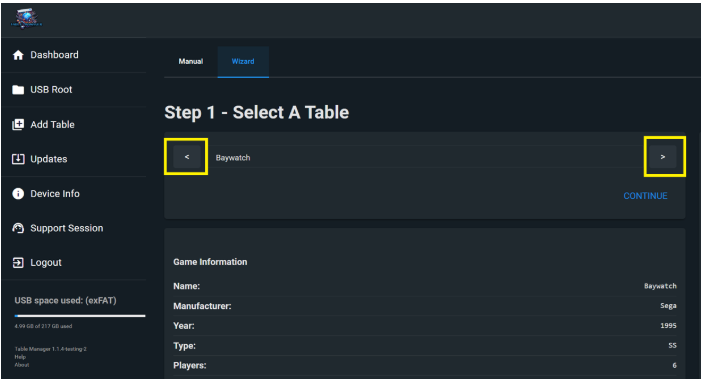 Dashboard
USB Root
Add Table
Updates
Device Info
Support Session
Logout
USB space used: (exFAT)
4.99 GB of 217 GB used
Table Manager 1.1.4-testing-2
Help
About
Manual Wizard
Step 1 - Select A Table
< Baywatch >
CONTINUE
Game Information
Name: Baywatch
Manufacturer: Sega
Year: 1995
Type: SS
Players: 6